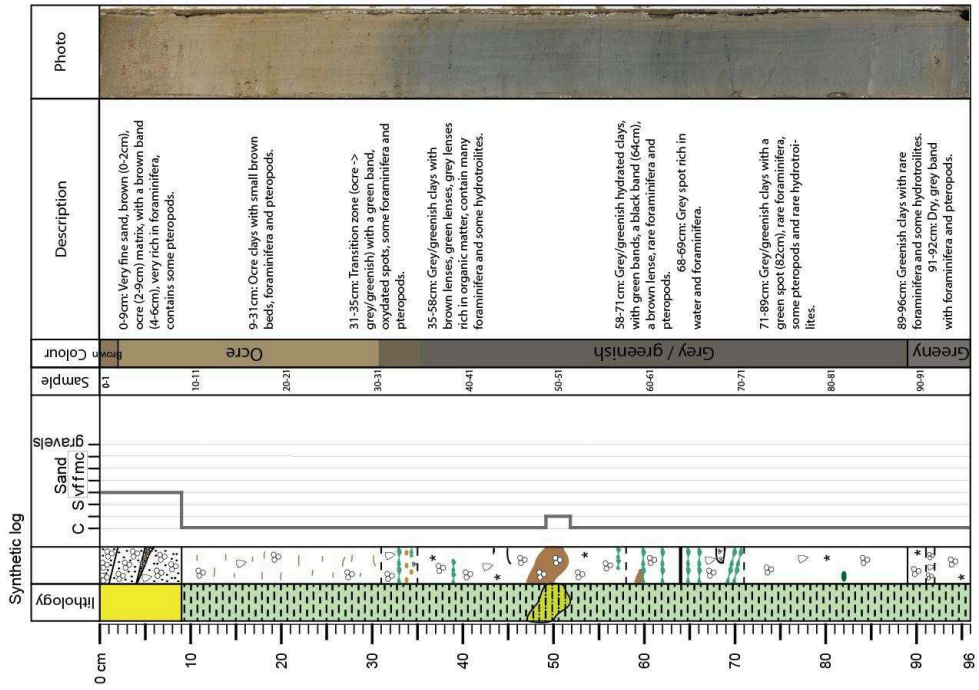 Synthetic log
lithology
C
S
vf
f
m
c
Sand
gravels
Sample
Colour
Description
Photo
0 cm
10
20
30
40
50
60
70
80
90
96
0-1
10-11
20-21
30-31
40-41
50-51
60-61
70-71
80-81
90-91
Brown
Ocre
Grey / greenish
Greeny
0-9cm: Very fine sand, brown (0-2cm),
ocre (2-9cm) matrix, with a brown band
(4-6cm), very rich in foraminifera,
contains some pteropods.
9-31cm: Ocre clays with small brown
beds, foraminifera and pteropods.
31-35cm: Transition zone (ocre ->
grey/greenish) with a green band,
oxydated spots, some foraminifera and
pteropods.
35-58cm: Grey/greenish clays with
brown lenses, green lenses, grey lenses
rich in organic matter, contain many
foraminifera and some hydrotroilites.
58-71cm: Grey/greenish hydrated clays,
with green bands, a black band (64cm),
a brown lense, rare foraminifera and
pteropods.
68-69cm: Grey spot rich in
water and foraminifera.
71-89cm: Grey/greenish clays with a
green spot (82cm), rare foraminifera,
some pteropods and rare hydrotroi-
lites.
89-96cm: Greenish clays with rare
foraminifera and some hydrotroilites.
91-92cm: Dry, grey band
with foraminifera and pteropods.